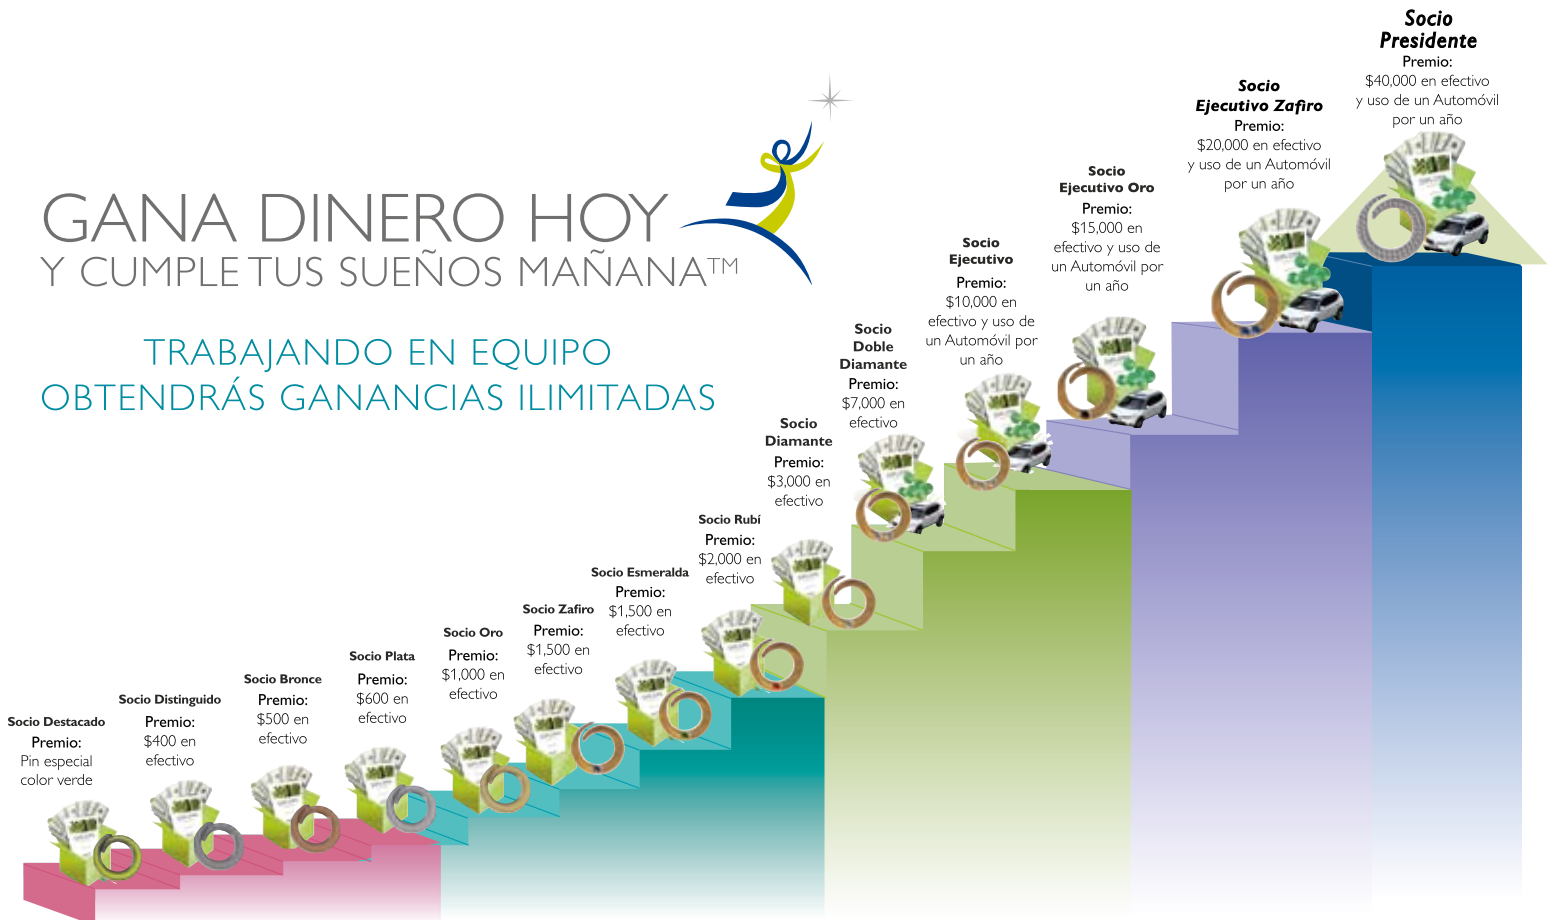 GANA DINERO HOY
Y CUMPLE TUS SUEÑOS MAÑANA™
TRABAJANDO EN EQUIPO
OBTENDRÁS GANANCIAS ILIMITADAS
Socio Destacado
Premio:
Pin especial
color verde
Socio Distinguido
Premio:
$400 en
efectivo
Socio Bronce
Premio:
$500 en
efectivo
Socio Plata
Premio:
$600 en
efectivo
Socio Oro
Premio:
$1,000 en
efectivo
Socio Zafiro
Premio:
$1,500 en
efectivo
Socio Esmeralda
Premio:
$1,500 en
efectivo
Socio Rubí
Premio:
$2,000 en
efectivo
Socio
Diamante
Premio:
$3,000 en
efectivo
Socio
Doble
Diamante
Premio:
$7,000 en
efectivo
Socio
Ejecutivo
Premio:
$10,000 en
efectivo y uso de
un Automóvil por
un año
Socio
Ejecutivo Oro
Premio:
$15,000 en
efectivo y uso de
un Automóvil por
un año
Socio
Ejecutivo Zafiro
Premio:
$20,000 en efectivo
y uso de un Automóvil
por un año
Socio
Presidente
Premio:
$40,000 en efectivo
y uso de un Automóvil
por un año